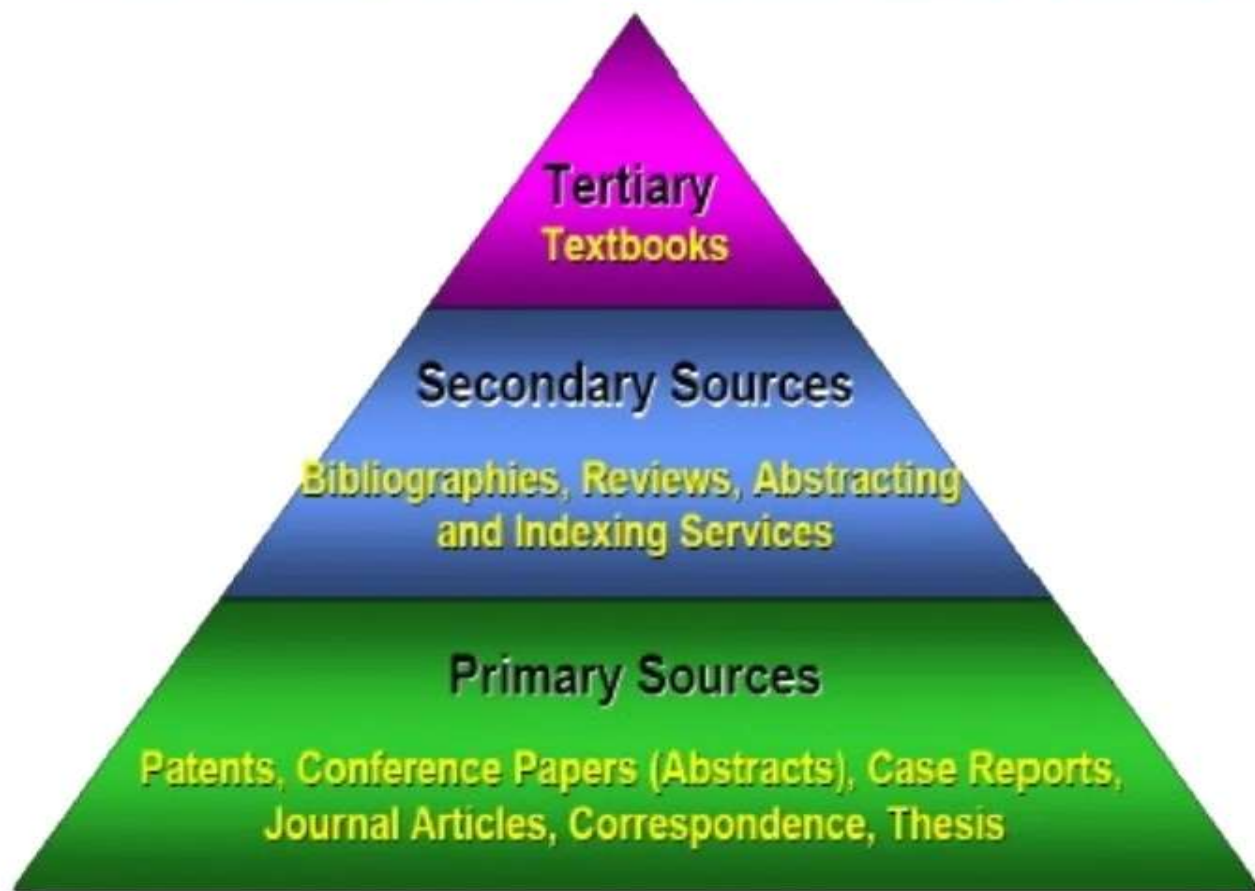 Tertiary
Textbooks
Secondary Sources
Bibliographies, Reviews, Abstracting
and Indexing Services
Primary Sources
Patents, Conference Papers (Abstracts), Case Reports,
Journal Articles, Correspondence, Thesis